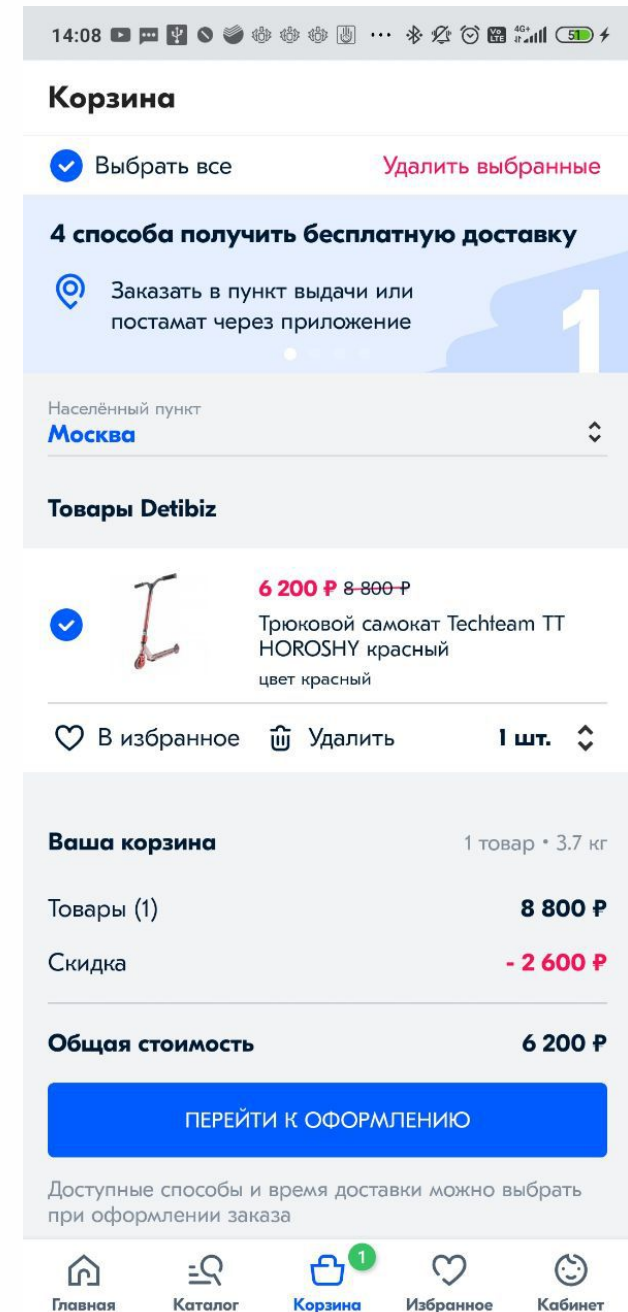 14:08 VoLTE 4G+ 51
Корзина
Выбрать все Удалить выбранные
4 способа получить бесплатную доставку
Заказать в пункт выдачи или
постамат через приложение
1
Населённый пункт
Москва
Товары Detibiz
6 200 ₽ 8 800 ₽
Трюковой самокат Techteam TT
HOROSHY красный
цвет красный
В избранное Удалить 1 шт.
Ваша корзина 1 товар • 3.7 кг
Товары (1) 8 800 ₽
Скидка - 2 600 ₽
Общая стоимость 6 200 ₽
ПЕРЕЙТИ К ОФОРМЛЕНИЮ
Доступные способы и время доставки можно выбрать
при оформлении заказа
1
Главная Каталог Корзина Избранное Кабинет